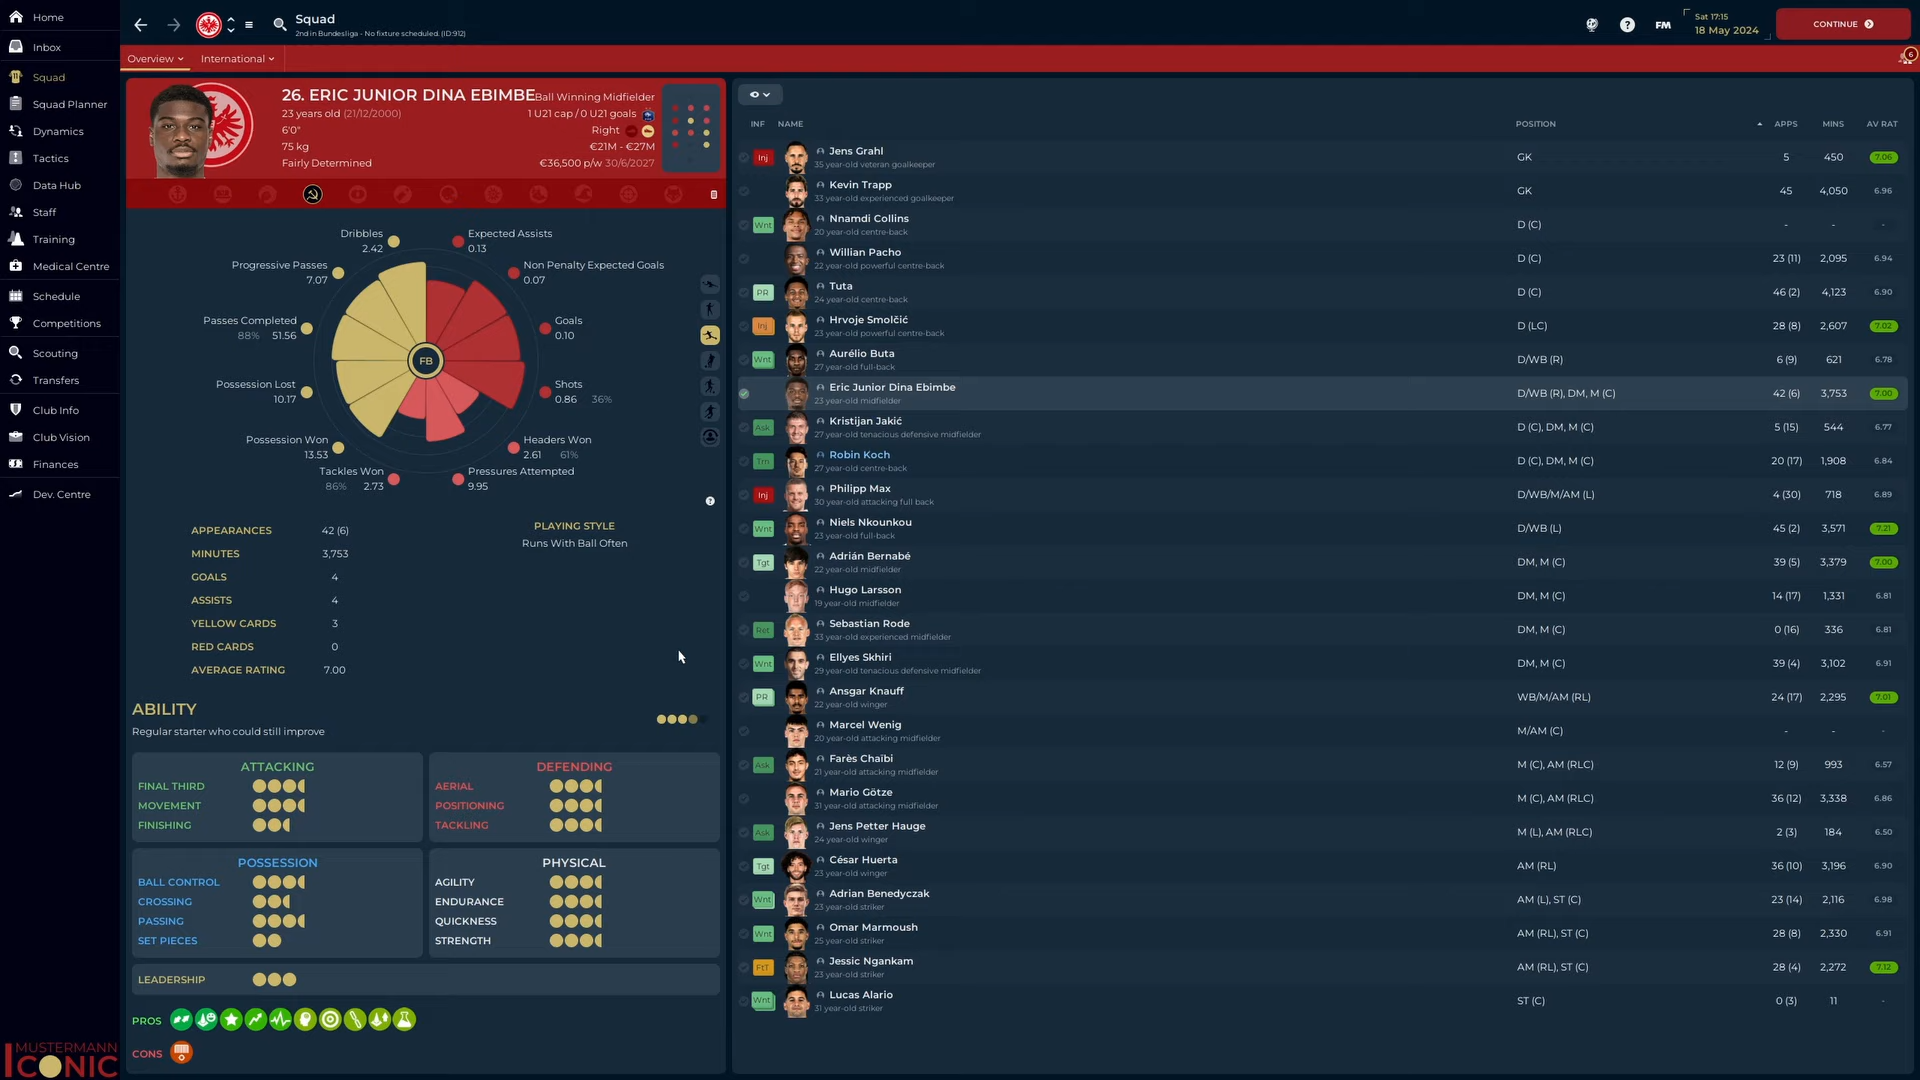 Home
Inbox
Squad
Squad Planner
Dynamics
Tactics
Data Hub
Staff
Training
Medical Centre
Schedule
Competitions
Scouting
Transfers
Club Info
Club Vision
Finances
Dev. Centre
MUSTERMANN
ICONIC
Squad
2nd in Bundesliga - No fixture scheduled. (ID:912)
FM
Sat 17:15
18 May 2024
CONTINUE
6
Overview
International
26. ERIC JUNIOR DINA EBIMBE
Ball Winning Midfielder
23 years old (21/12/2000)
1 U21 cap / 0 U21 goals
6'0"
Right
75 kg
€21M - €27M
Fairly Determined
€36,500 p/w 30/6/2027
Dribbles
2.42
Expected Assists
0.13
Progressive Passes
7.07
Non Penalty Expected Goals
0.07
Passes Completed
88% 51.56
Goals
0.10
FB
Possession Lost
10.17
Shots
0.86 36%
Possession Won
13.53
Headers Won
2.61 61%
Tackles Won
86% 2.73
Pressures Attempted
9.95
APPEARANCES 42 (6)
MINUTES 3,753
GOALS 4
ASSISTS 4
YELLOW CARDS 3
RED CARDS 0
AVERAGE RATING 7.00
PLAYING STYLE
Runs With Ball Often
ABILITY
Regular starter who could still improve
ATTACKING
FINAL THIRD
MOVEMENT
FINISHING
DEFENDING
AERIAL
POSITIONING
TACKLING
POSSESSION
BALL CONTROL
CROSSING
PASSING
SET PIECES
PHYSICAL
AGILITY
ENDURANCE
QUICKNESS
STRENGTH
LEADERSHIP
PROS
CONS
INF NAME POSITION APPS MINS AV RAT
Inj Jens Grahl GK 5 450 7.06
35 year-old veteran goalkeeper
Kevin Trapp GK 45 4,050 6.96
33 year-old experienced goalkeeper
Wnt Nnamdi Collins D (C) - - -
20 year-old centre-back
Willian Pacho D (C) 23 (11) 2,095 6.94
22 year-old powerful centre-back
PR Tuta D (C) 46 (2) 4,123 6.90
24 year-old centre-back
Inj Hrvoje Smolčić D (LC) 28 (8) 2,607 7.02
23 year-old powerful centre-back
Wnt Aurélio Buta D/WB (R) 6 (9) 621 6.78
27 year-old full-back
Eric Junior Dina Ebimbe D/WB (R), DM, M (C) 42 (6) 3,753 7.00
23 year-old midfielder
Ask Kristijan Jakić D (C), DM, M (C) 5 (15) 544 6.77
27 year-old tenacious defensive midfielder
Trn Robin Koch D (C), DM, M (C) 20 (17) 1,908 6.84
27 year-old centre-back
Inj Philipp Max D/WB/M/AM (L) 4 (30) 718 6.89
30 year-old attacking full back
Wnt Niels Nkounkou D/WB (L) 45 (2) 3,571 7.21
23 year-old full-back
Tgt Adrián Bernabé DM, M (C) 39 (5) 3,379 7.00
22 year-old midfielder
Hugo Larsson DM, M (C) 14 (17) 1,331 6.81
19 year-old midfielder
Ret Sebastian Rode DM, M (C) 0 (16) 336 6.81
33 year-old experienced midfielder
Wnt Ellyes Skhiri DM, M (C) 39 (4) 3,102 6.91
29 year-old tenacious defensive midfielder
PR Ansgar Knauff WB/M/AM (RL) 24 (17) 2,295 7.01
22 year-old winger
Marcel Wenig M/AM (C) - - -
20 year-old attacking midfielder
Ask Farès Chaïbi M (C), AM (RLC) 12 (9) 993 6.57
21 year-old attacking midfielder
Mario Götze M (C), AM (RLC) 36 (12) 3,338 6.86
31 year-old attacking midfielder
Ask Jens Petter Hauge M (L), AM (RLC) 2 (3) 184 6.50
24 year-old winger
Tgt César Huerta AM (RL) 36 (10) 3,196 6.90
23 year-old winger
Wnt Adrian Benedyczak AM (L), ST (C) 23 (14) 2,116 6.98
23 year-old striker
Wnt Omar Marmoush AM (RL), ST (C) 28 (8) 2,330 6.91
25 year-old striker
FtT Jessic Ngankam AM (RL), ST (C) 28 (4) 2,272 7.12
23 year-old striker
Wnt Lucas Alario ST (C) 0 (3) 11 -
31 year-old striker